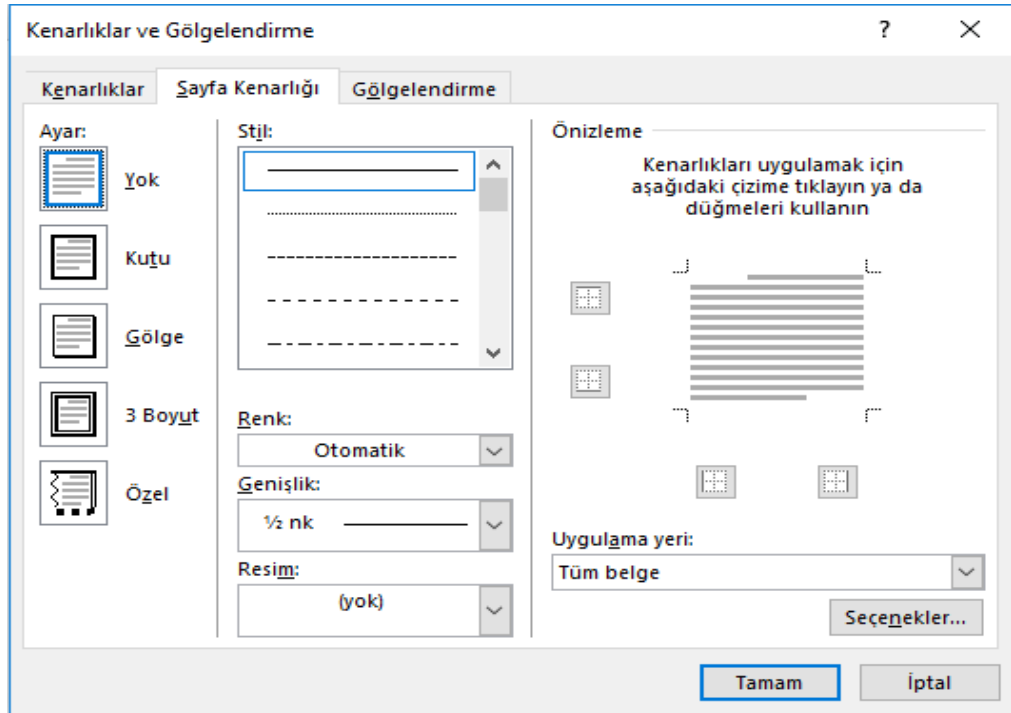 Kenarlıklar ve Gölgelendirme
?
Kenarlıklar
Sayfa Kenarlığı
Gölgelendirme
Ayar:
Yok
Kutu
Gölge
3 Boyut
Özel
Stil:
Renk:
Otomatik
Genişlik:
½ nk
Resim:
(yok)
Önizleme
Kenarlıkları uygulamak için
aşağıdaki çizime tıklayın ya da
düğmeleri kullanın
Uygulama yeri:
Tüm belge
Seçenekler...
Tamam
İptal